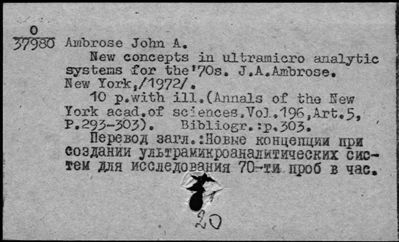 0
37980 Ambrose John A.
New concepts in ultramicro analytic
systems for the'70s. J.A.Ambrose.
New York,/1972/.
10 p.with ill.(Annals of the New
York acad.of sciences.Vol.196,Art.5,
P.293-303). Bibliogr.:p.303.
Перевод загл.:Новые концепции при
создании ультрамикроаналитических сис-
тем для исследования 70-ти проб в час.
20